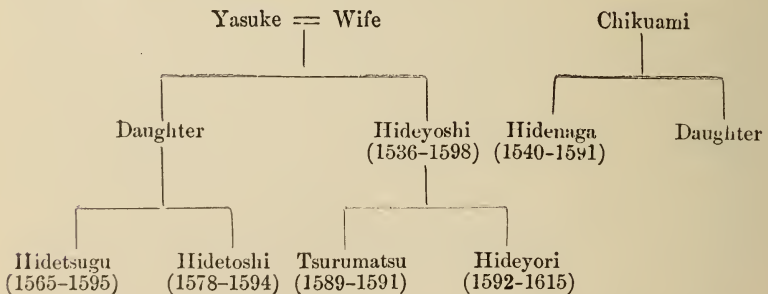 Yasuke == Wife Chikuami
Daughter Hideyoshi Hidenaga Daughter
(1536-1598) (1540-1591)
Hidetsugu Hidetoshi Tsurumatsu Hideyori
(1565-1595) (1578-1594) (1589-1591) (1592-1615)